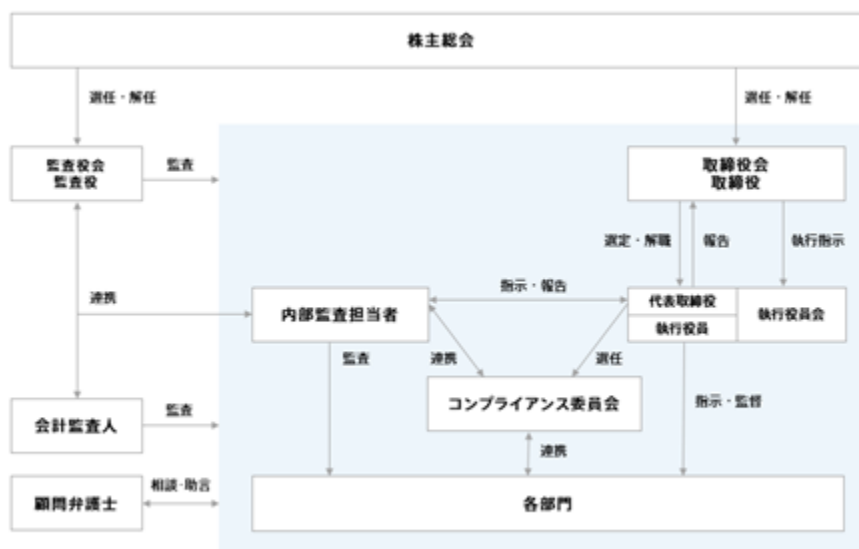 株主総会
選任・解任
選任・解任
監査役会
監査役
監査
取締役会
取締役
選定・解職
報告
執行指示
連携
内部監査担当者
指示・報告
代表取締役
執行役員
執行役員会
監査
連携
選任
コンプライアンス委員会
指示・監督
会計監査人
監査
連携
顧問弁護士
相談・助言
各部門